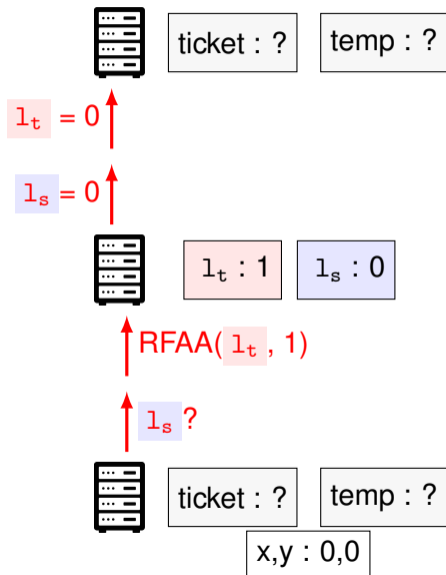 ticket : ? temp : ?
l_t = 0
l_s = 0
l_t : 1 l_s : 0
RFAA(l_t, 1)
l_s ?
ticket : ? temp : ?
x,y : 0,0